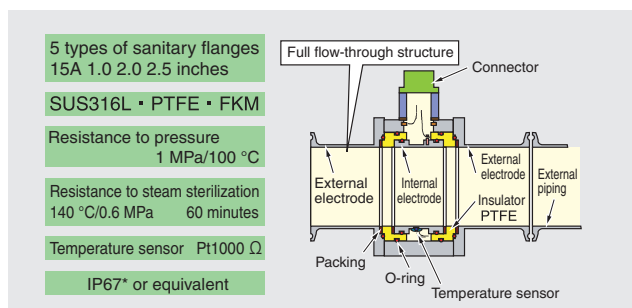 5 types of sanitary flanges
15A 1.0 2.0 2.5 inches
SUS316L・PTFE・FKM
Resistance to pressure
1 MPa/100 °C
Resistance to steam sterilization
140 °C/0.6 MPa 60 minutes
Temperature sensor Pt1000 Ω
IP67* or equivalent
Full flow-through structure
Connector
External
electrode
Internal
electrode
External
electrode
Insulator
PTFE
External
piping
Packing
O-ring
Temperature sensor